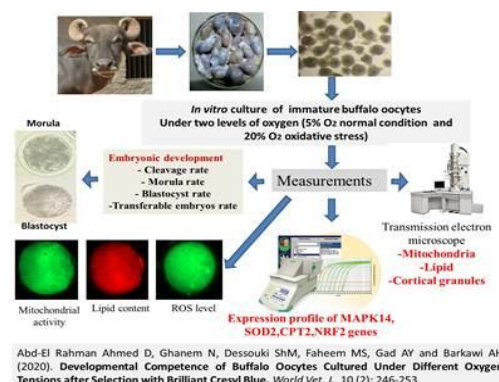 In vitro culture of immature buffalo oocytes
Under two levels of oxygen (5% O2 normal condition and
20% O2 oxidative stress)
Morula
Blastocyst
Embryonic development
- Cleavage rate
- Morula rate
- Blastocyst rate
-Transferable embryos rate
Measurements
Transmission electron
microscope
-Mitochondria
-Lipid
-Cortical granules
Mitochondrial
activity
Lipid content
ROS level
Expression profile of MAPK14,
SOD2,CPT2,NRF2 genes
Abd-El Rahman Ahmed D, Ghanem N, Dessouki ShM, Faheem MS, Gad AY and Barkawi AH
(2020). Developmental Competence of Buffalo Oocytes Cultured Under Different Oxygen
Tensions after Selection with Brilliant Cresyl Blue. World Vet. J. 10 (2): 246-253.